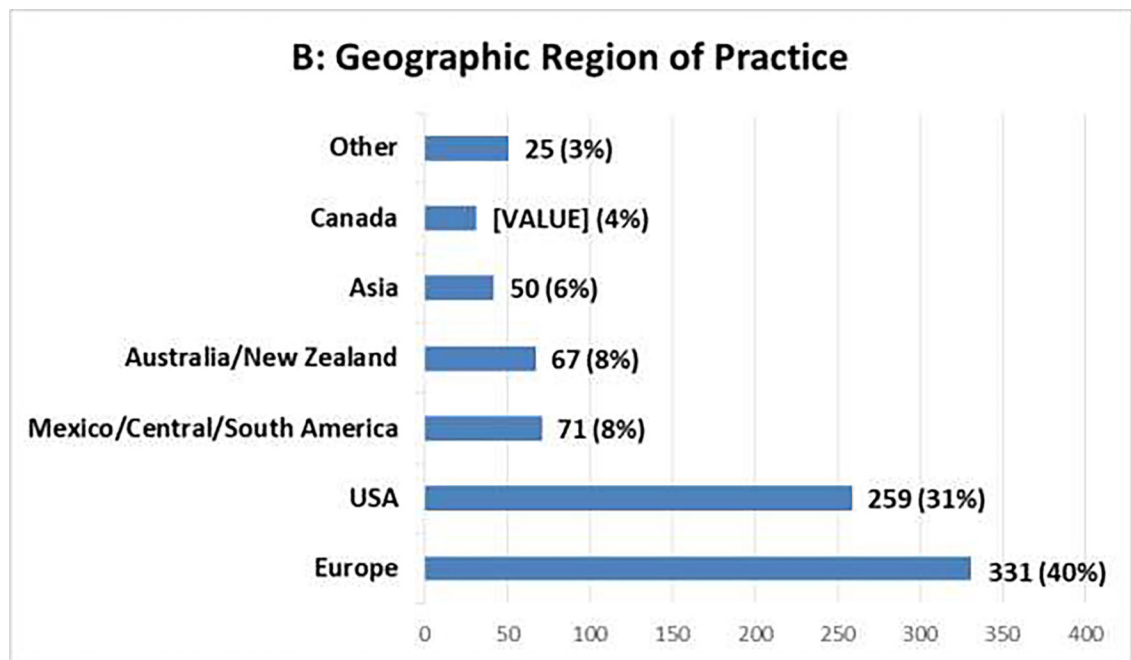 B: Geographic Region of Practice
Other 25 (3%)
Canada [VALUE] (4%)
Asia 50 (6%)
Australia/New Zealand 67 (8%)
Mexico/Central/South America 71 (8%)
USA 259 (31%)
Europe 331 (40%)
0 50 100 150 200 250 300 350 400